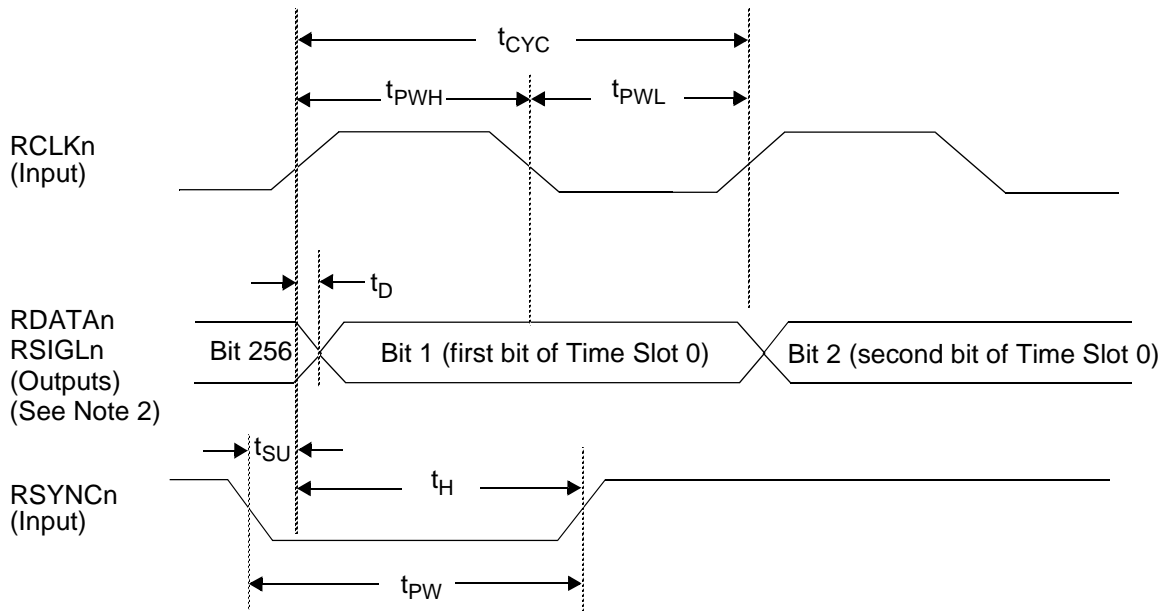 tCYC
tPWH
tPWL
RCLKn
(Input)
tD
RDATAn
RSIGLn
(Outputs)
(See Note 2)
Bit 256
Bit 1 (first bit of Time Slot 0)
Bit 2 (second bit of Time Slot 0)
tSU
tH
RSYNCn
(Input)
tPW